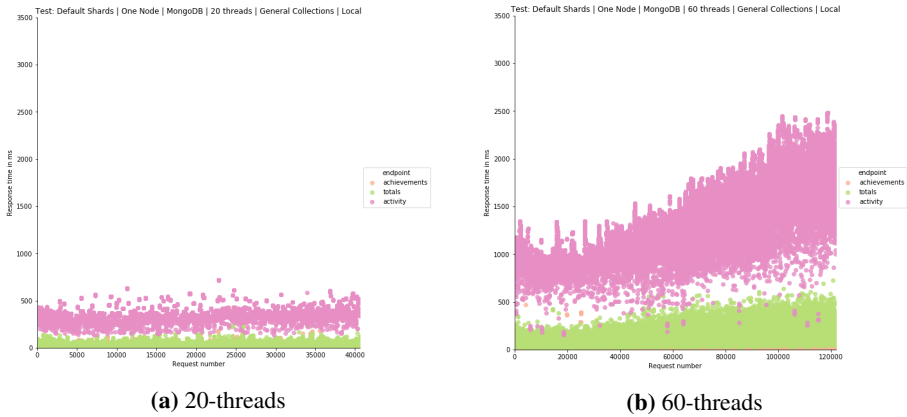 Test: Default Shards | One Node | MongoDB | 20 threads | General Collections | Local
3500
3000
2500
2000
1500
1000
500
0
Response time in ms
0
5000
10000
15000
20000
25000
30000
35000
40000
Request number
endpoint
achievements
totals
activity
(a) 20-threads
Test: Default Shards | One Node | MongoDB | 60 threads | General Collections | Local
3500
3000
2500
2000
1500
1000
500
0
Response time in ms
0
20000
40000
60000
80000
100000
120000
Request number
endpoint
achievements
totals
activity
(b) 60-threads